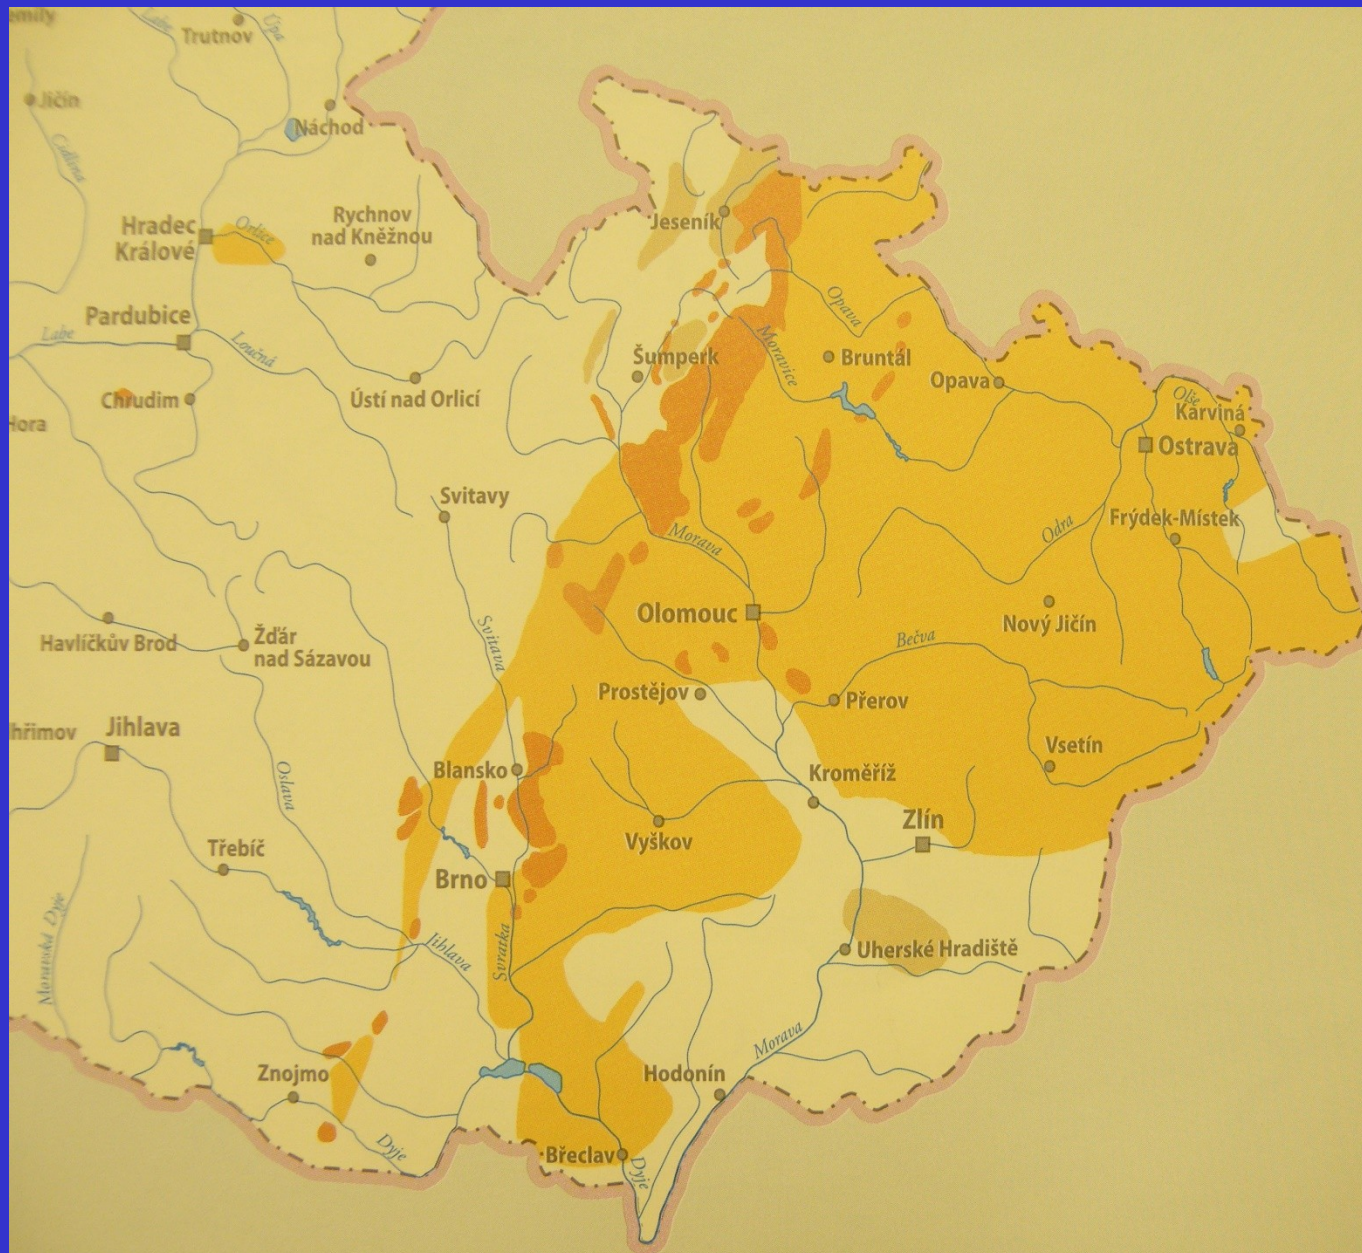 Labe
Úpa
Trutnov
Jičín
Náchod
Cidlina
Rychnov
nad Kněžnou
Jeseník
Hradec
Králové
Orlice
Opava
Pardubice
Labe
Loučná
Moravice
Šumperk
Bruntál
Opava
Chrudim
Ústí nad Orlicí
Olše
Karviná
Ostrava
Svitavy
Frýdek-Místek
Morava
Odra
Olomouc
Nový Jičín
Havlíčkův Brod
Žďár
nad Sázavou
Svitava
Bečva
Prostějov
Přerov
Jihlava
Vsetín
Blansko
Kroměříž
Oslava
Zlín
Vyškov
Třebíč
Brno
Moravská Dyje
Jihlava
Svratka
Uherské Hradiště
Morava
Znojmo
Hodonín
Dyje
Břeclav
Dyje